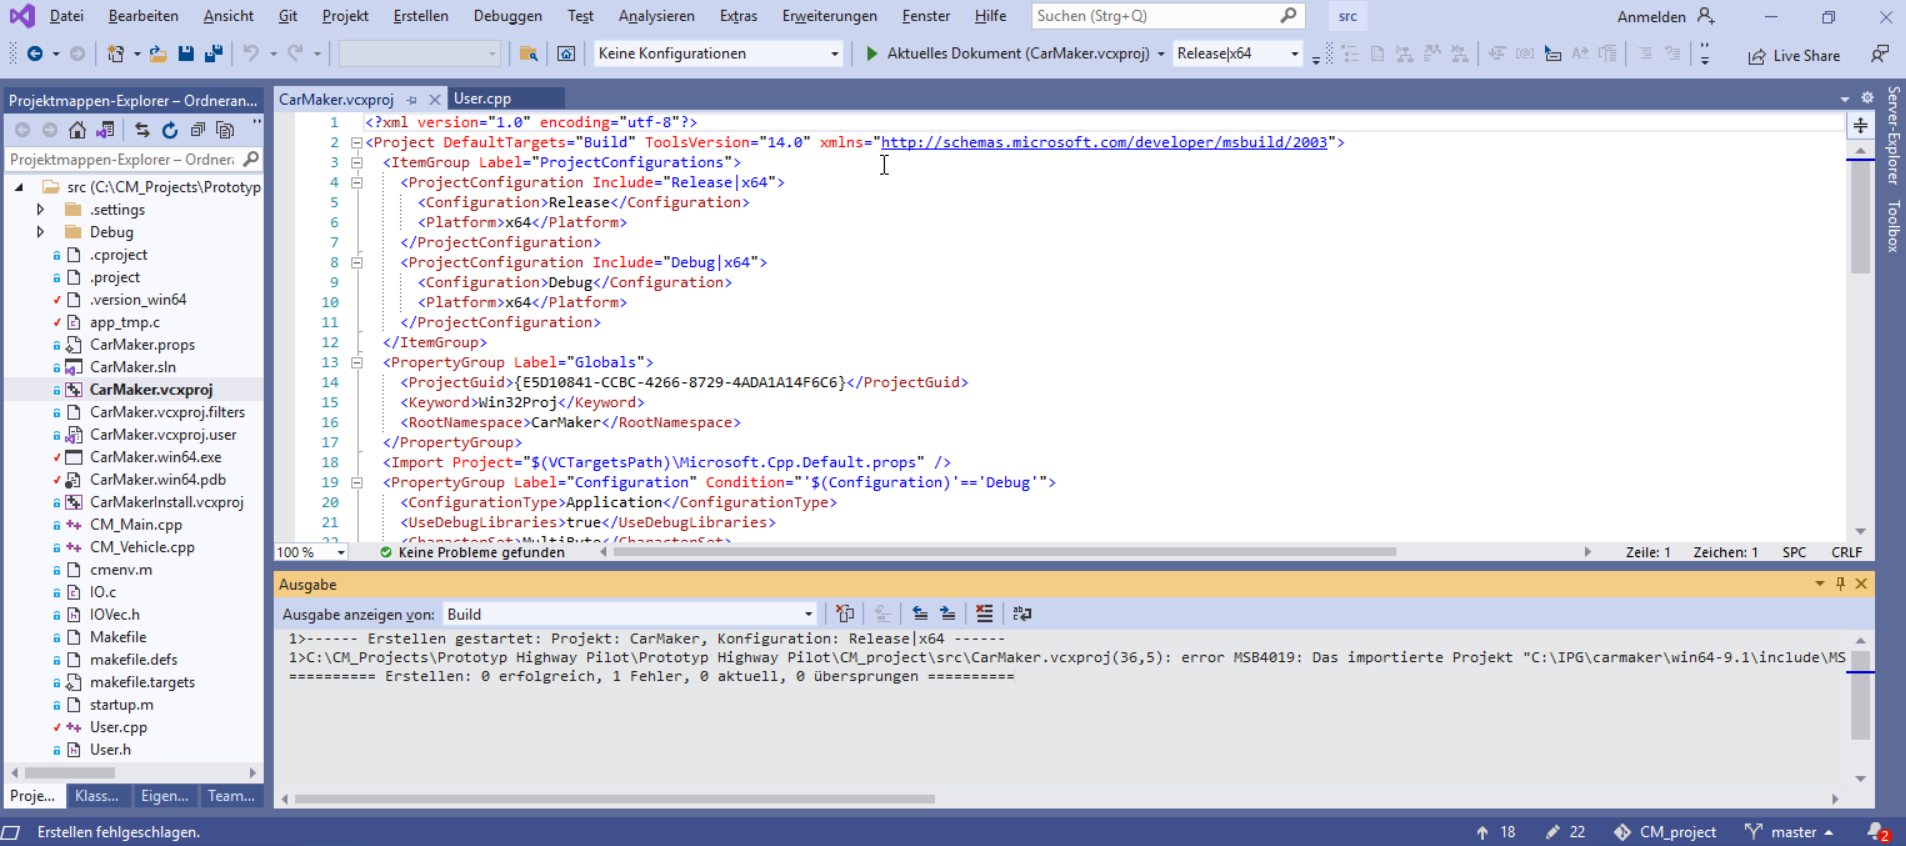 Datei Bearbeiten Ansicht Git Projekt Erstellen Debuggen Test Analysieren Extras Erweiterungen Fenster Hilfe Suchen (Strg+Q) src Anmelden
Keine Konfigurationen Aktuelles Dokument (CarMaker.vcxproj) Release|x64 Live Share
Projektmappen-Explorer – Ordneran...
Projektmappen-Explorer – Ordner
src (C:\CM_Projects\Prototyp
.settings
Debug
.cproject
.project
.version_win64
app_tmp.c
CarMaker.props
CarMaker.sln
CarMaker.vcxproj
CarMaker.vcxproj.filters
CarMaker.vcxproj.user
CarMaker.win64.exe
CarMaker.win64.pdb
CarMakerInstall.vcxproj
CM_Main.cpp
CM_Vehicle.cpp
cmenv.m
IO.c
IOVec.h
Makefile
makefile.defs
makefile.targets
startup.m
User.cpp
User.h
Proje... Klass... Eigen... Team...
CarMaker.vcxproj User.cpp
1 <?xml version="1.0" encoding="utf-8"?>
2 <Project DefaultTargets="Build" ToolsVersion="14.0" xmlns="http://schemas.microsoft.com/developer/msbuild/2003">
3 <ItemGroup Label="ProjectConfigurations">
4 <ProjectConfiguration Include="Release|x64">
5 <Configuration>Release</Configuration>
6 <Platform>x64</Platform>
7 </ProjectConfiguration>
8 <ProjectConfiguration Include="Debug|x64">
9 <Configuration>Debug</Configuration>
10 <Platform>x64</Platform>
11 </ProjectConfiguration>
12 </ItemGroup>
13 <PropertyGroup Label="Globals">
14 <ProjectGuid>{E5D10841-CCBC-4266-8729-4ADA1A14F6C6}</ProjectGuid>
15 <Keyword>Win32Proj</Keyword>
16 <RootNamespace>CarMaker</RootNamespace>
17 </PropertyGroup>
18 <Import Project="$(VCTargetsPath)\Microsoft.Cpp.Default.props" />
19 <PropertyGroup Label="Configuration" Condition="'$(Configuration)'=='Debug'">
20 <ConfigurationType>Application</ConfigurationType>
21 <UseDebugLibraries>true</UseDebugLibraries>
22 <CharacterSet>MultiByte</CharacterSet>
100 % Keine Probleme gefunden Zeile: 1 Zeichen: 1 SPC CRLF
Ausgabe
Ausgabe anzeigen von: Build
1>------ Erstellen gestartet: Projekt: CarMaker, Konfiguration: Release|x64 ------
1>C:\CM_Projects\Prototyp Highway Pilot\Prototyp Highway Pilot\CM_project\src\CarMaker.vcxproj(36,5): error MSB4019: Das importierte Projekt "C:\IPG\carmaker\win64-9.1\include\MS
========== Erstellen: 0 erfolgreich, 1 Fehler, 0 aktuell, 0 übersprungen ==========
Server-Explorer
Toolbox
Erstellen fehlgeschlagen. 18 22 CM_project master 2